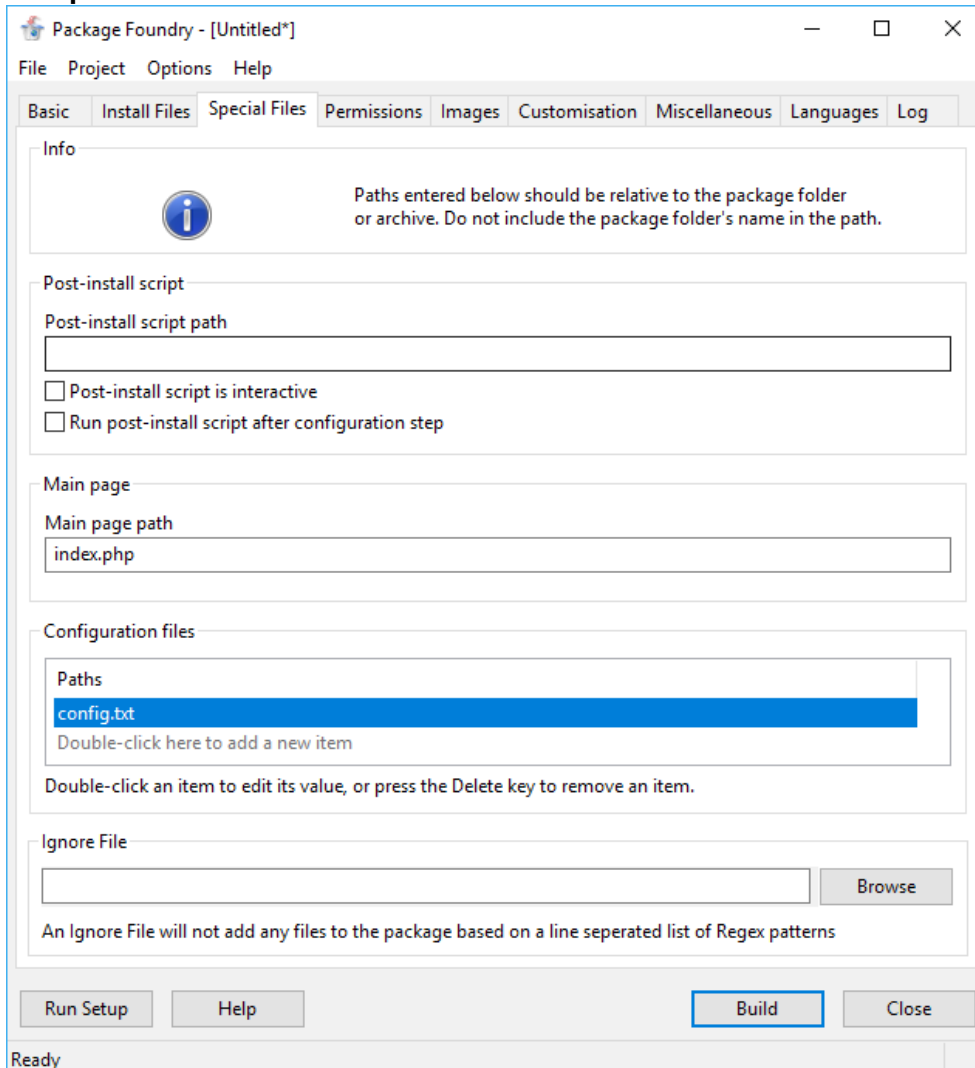 Package Foundry - [Untitled*]
File Project Options Help
Basic Install Files Special Files Permissions Images Customisation Miscellaneous Languages Log
Info
Paths entered below should be relative to the package folder
or archive. Do not include the package folder's name in the path.
Post-install script
Post-install script path
Post-install script is interactive
Run post-install script after configuration step
Main page
Main page path
index.php
Configuration files
Paths
config.txt
Double-click here to add a new item
Double-click an item to edit its value, or press the Delete key to remove an item.
Ignore File
Browse
An Ignore File will not add any files to the package based on a line seperated list of Regex patterns
Run Setup Help Build Close
Ready